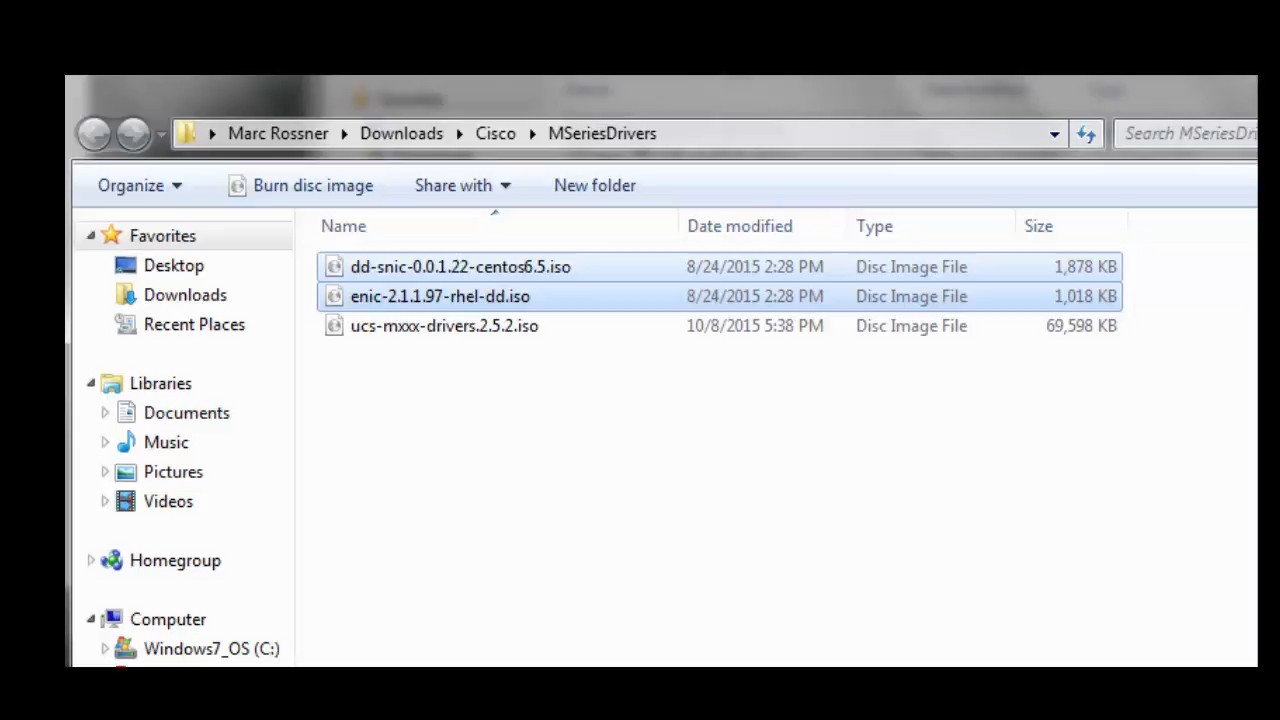 Marc Rossner Downloads Cisco MSeriesDrivers Search MSeriesDri
Organize Burn disc image Share with New folder
Name Date modified Type Size
Favorites
Desktop
Downloads
Recent Places
Libraries
Documents
Music
Pictures
Videos
Homegroup
Computer
Windows7_OS (C:)
dd-snic-0.0.1.22-centos6.5.iso 8/24/2015 2:28 PM Disc Image File 1,878 KB
enic-2.1.1.97-rhel-dd.iso 8/24/2015 2:28 PM Disc Image File 1,018 KB
ucs-mxxx-drivers.2.5.2.iso 10/8/2015 5:38 PM Disc Image File 69,598 KB